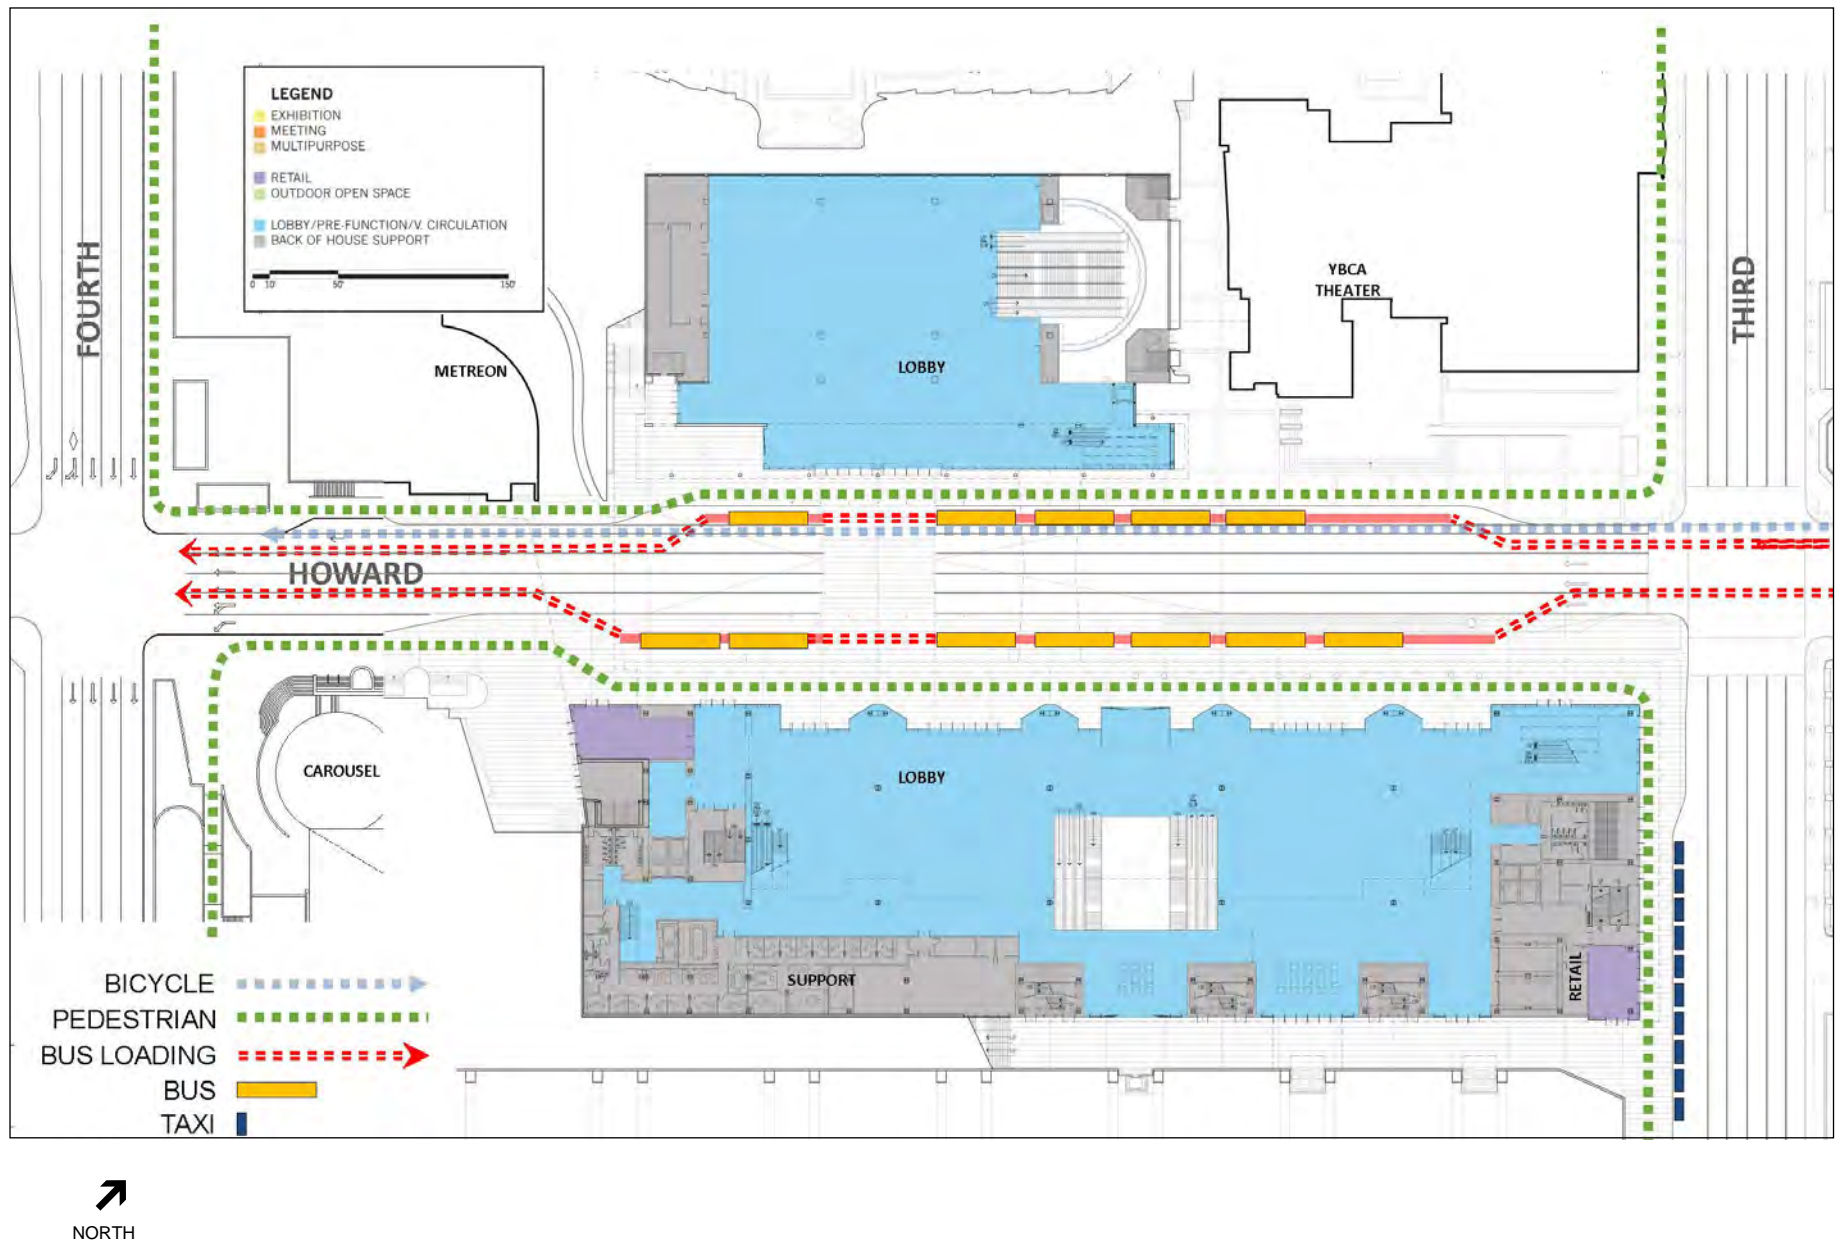 LEGEND
EXHIBITION
MEETING
MULTIPURPOSE
RETAIL
OUTDOOR OPEN SPACE
LOBBY/PRE-FUNCTION/V. CIRCULATION
BACK OF HOUSE SUPPORT
0 10' 50' 150'
FOURTH
METREON
LOBBY
YBCA
THEATER
THIRD
HOWARD
CAROUSEL
LOBBY
SUPPORT
RETAIL
BICYCLE
PEDESTRIAN
BUS LOADING
BUS
TAXI
NORTH